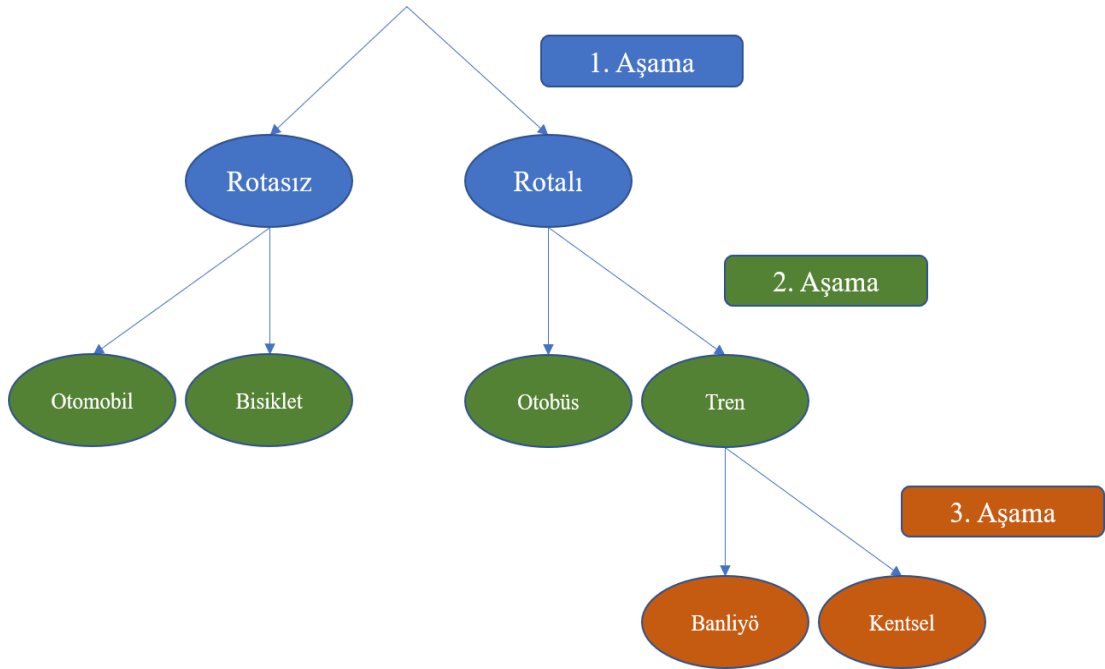 1. Aşama
Rotasız
Rotalı
2. Aşama
Otomobil
Bisiklet
Otobüs
Tren
3. Aşama
Banliyö
Kentsel